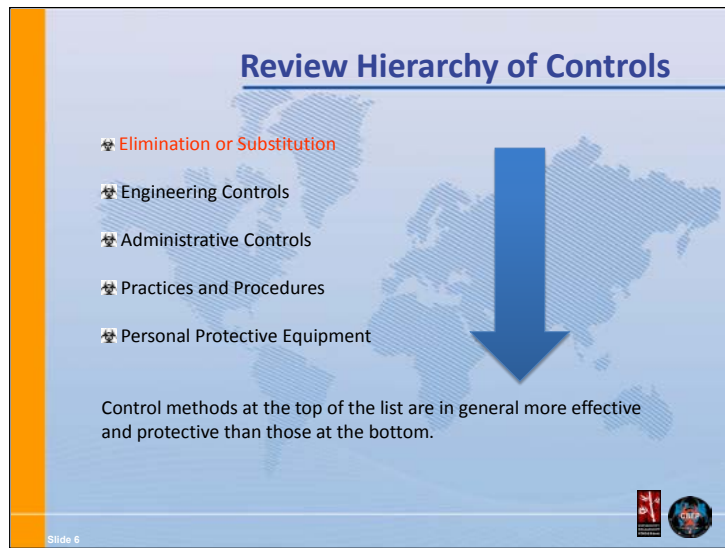 Review Hierarchy of Controls
Elimination or Substitution
Engineering Controls
Administrative Controls
Practices and Procedures
Personal Protective Equipment
Control methods at the top of the list are in general more effective
and protective than those at the bottom.
Slide 6